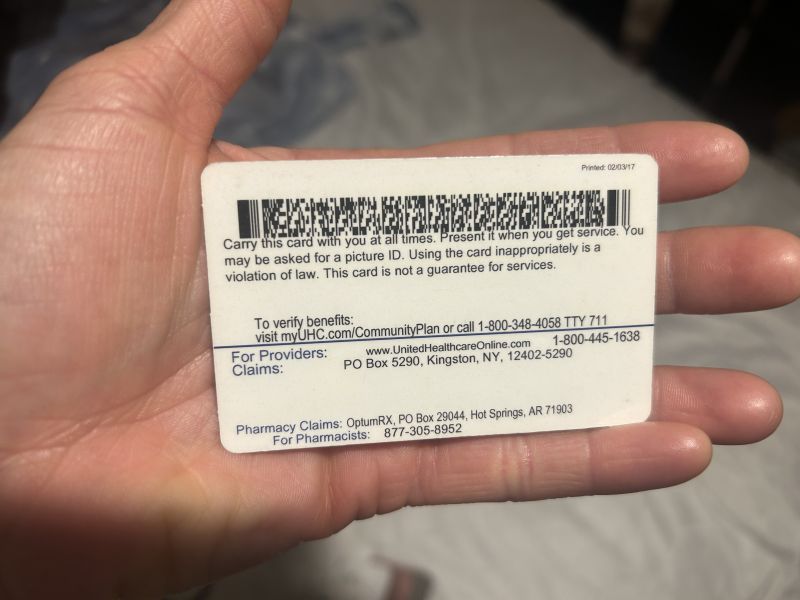 Printed: 02/03/17
Carry this card with you at all times. Present it when you get service. You
may be asked for a picture ID. Using the card inappropriately is a
violation of law. This card is not a guarantee for services.
To verify benefits:
visit myUHC.com/CommunityPlan or call 1-800-348-4058 TTY 711
For Providers: www.UnitedHealthcareOnline.com 1-800-445-1638
Claims: PO Box 5290, Kingston, NY, 12402-5290
Pharmacy Claims: OptumRX, PO Box 29044, Hot Springs, AR 71903
For Pharmacists: 877-305-8952